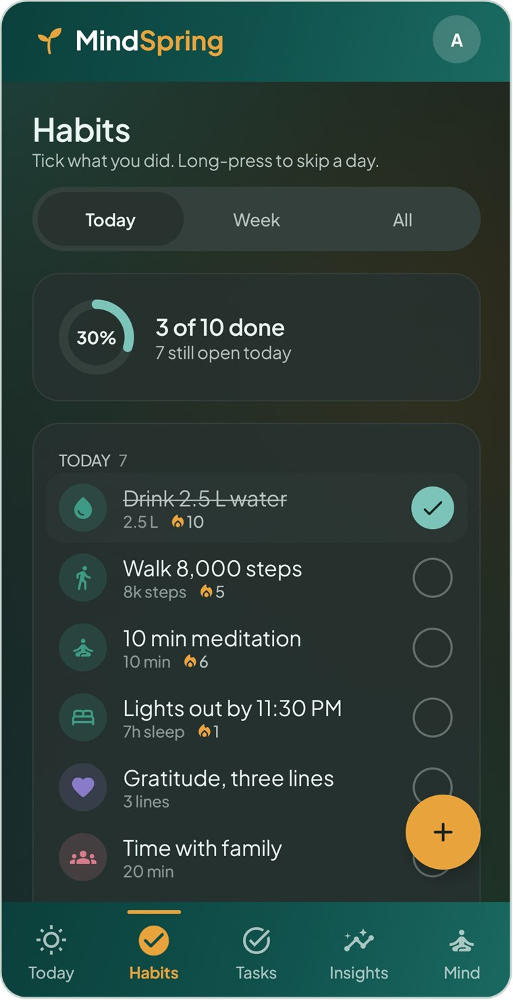 MindSpring
A
Habits
Tick what you did. Long-press to skip a day.
Today Week All
30%
3 of 10 done
7 still open today
TODAY 7
Drink 2.5 L water
2.5 L 10
Walk 8,000 steps
8k steps 5
10 min meditation
10 min 6
Lights out by 11:30 PM
7h sleep 1
Gratitude, three lines
3 lines
Time with family
20 min
Today Habits Tasks Insights Mind